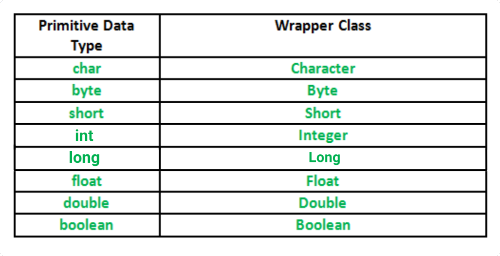 Primitive Data Type Wrapper Class
char Character
byte Byte
short Short
int Integer
long Long
float Float
double Double
boolean Boolean